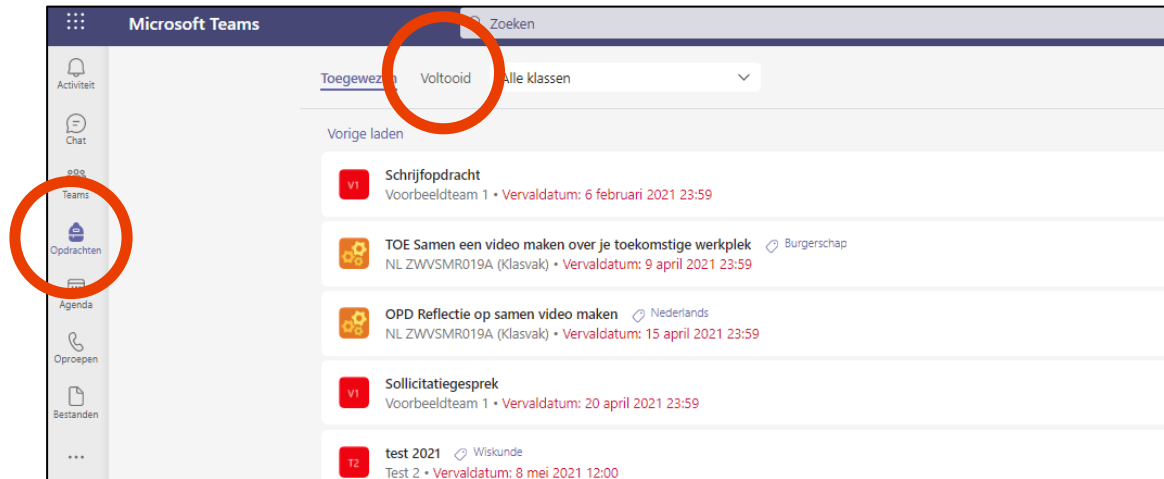 Microsoft Teams
Zoeken
Activiteit
Chat
Teams
Opdrachten
Agenda
Oproepen
Bestanden
Toegewezen Voltooid Alle klassen
Vorige laden
V1
Schrijfopdracht
Voorbeeldteam 1 • Vervaldatum: 6 februari 2021 23:59
TOE Samen een video maken over je toekomstige werkplek Burgerschap
NL ZWVSMR019A (Klasvak) • Vervaldatum: 9 april 2021 23:59
OPD Reflectie op samen video maken Nederlands
NL ZWVSMR019A (Klasvak) • Vervaldatum: 15 april 2021 23:59
V1
Sollicitatiegesprek
Voorbeeldteam 1 • Vervaldatum: 20 april 2021 23:59
T2
test 2021 Wiskunde
Test 2 • Vervaldatum: 8 mei 2021 12:00